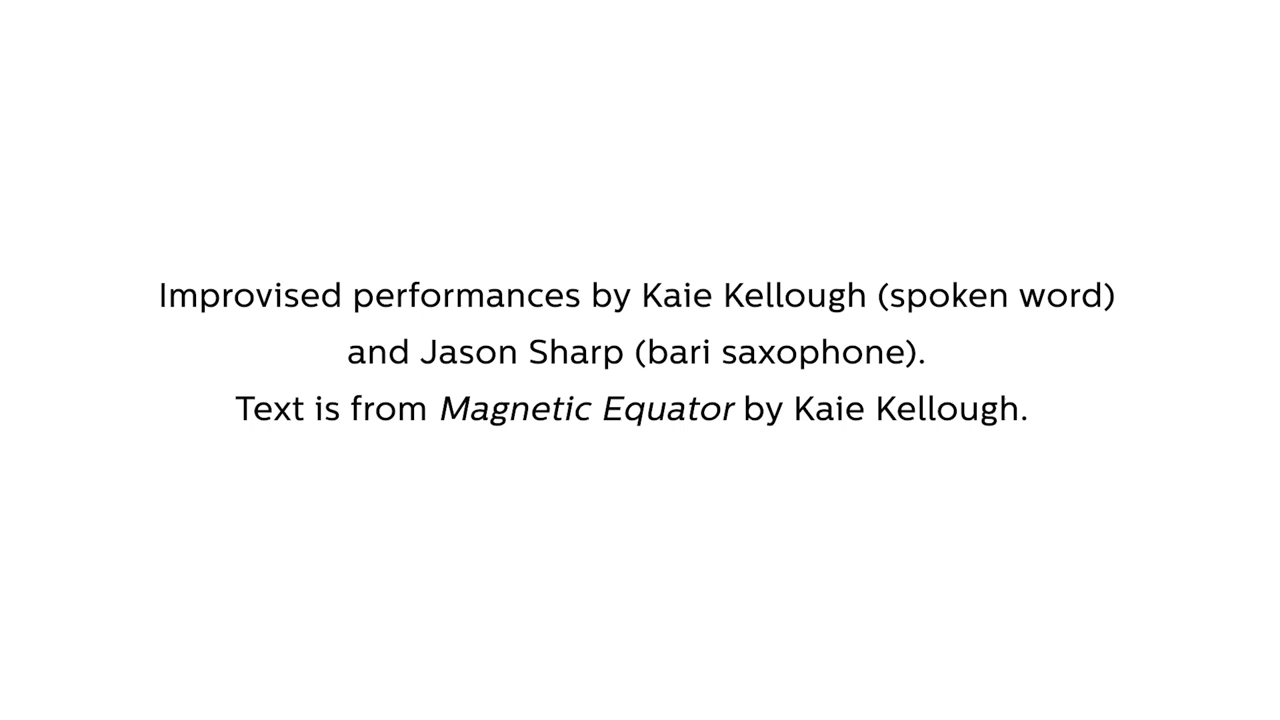 Improvised performances by Kaie Kellough (spoken word)
and Jason Sharp (bari saxophone).
Text is from Magnetic Equator by Kaie Kellough.